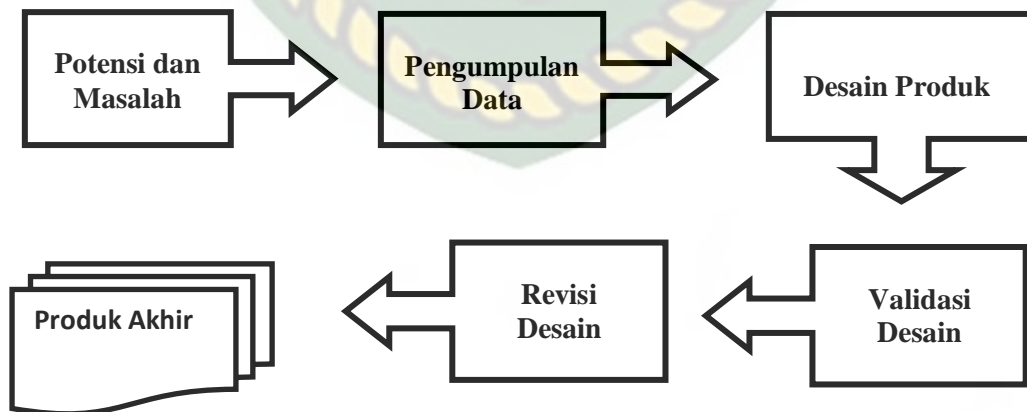 Potensi dan
Masalah
Pengumpulan
Data
Desain Produk
Validasi
Desain
Revisi
Desain
Produk Akhir